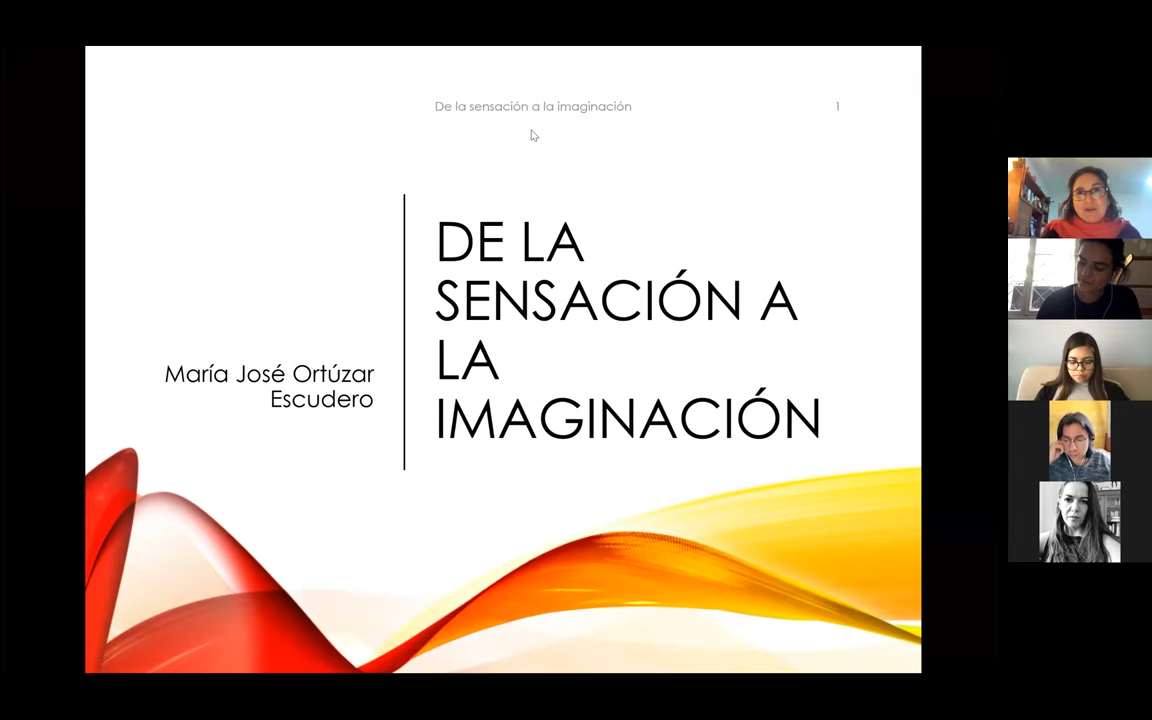 De la sensación a la imaginación
1
DE LA
SENSACIÓN A
LA
IMAGINACIÓN
María José Ortúzar
Escudero